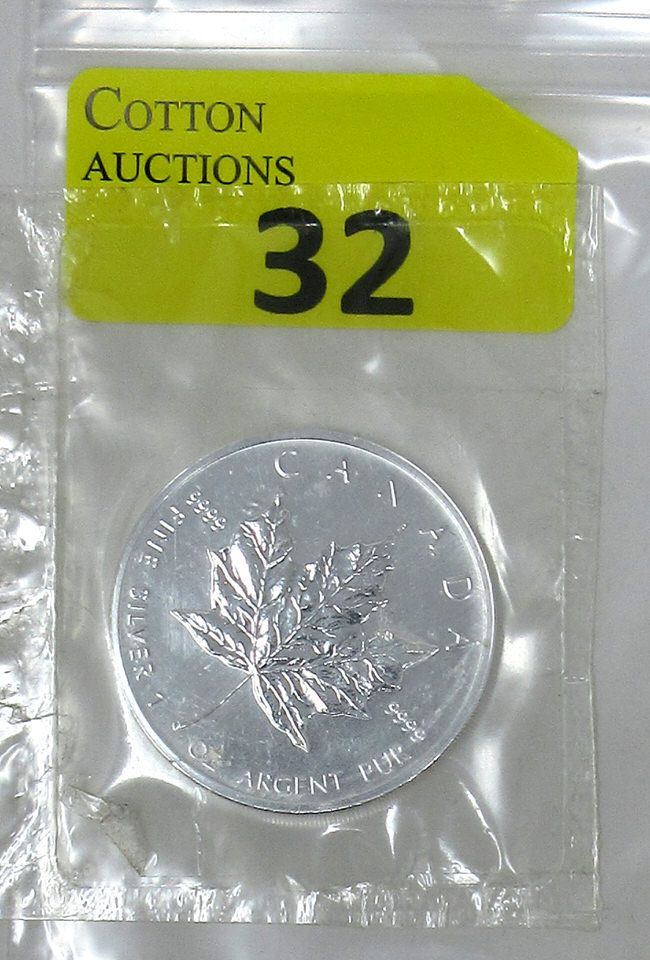 COTTON
AUCTIONS
32
CANADA
9999
FINE SILVER 1 OZ ARGENT PUR
9999